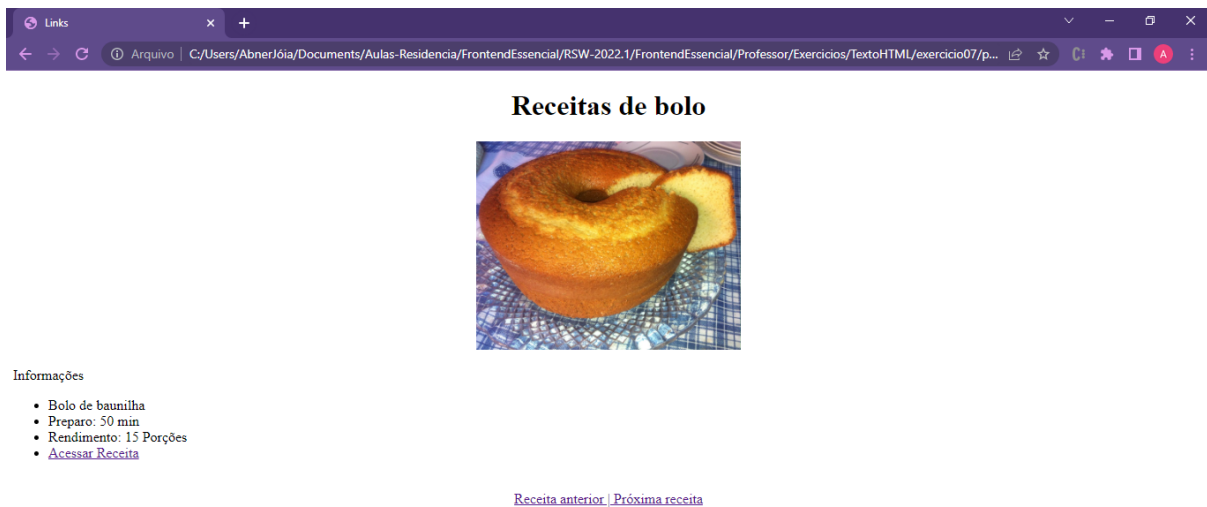 Links
Arquivo | C:/Users/AbnerJóia/Documents/Aulas-Residencia/FrontendEssencial/RSW-2022.1/FrontendEssencial/Professor/Exercicios/TextoHTML/exercicio07/p...
A
Receitas de bolo
Informações
Bolo de baunilha
Preparo: 50 min
Rendimento: 15 Porções
Acessar Receita
Receita anterior | Próxima receita